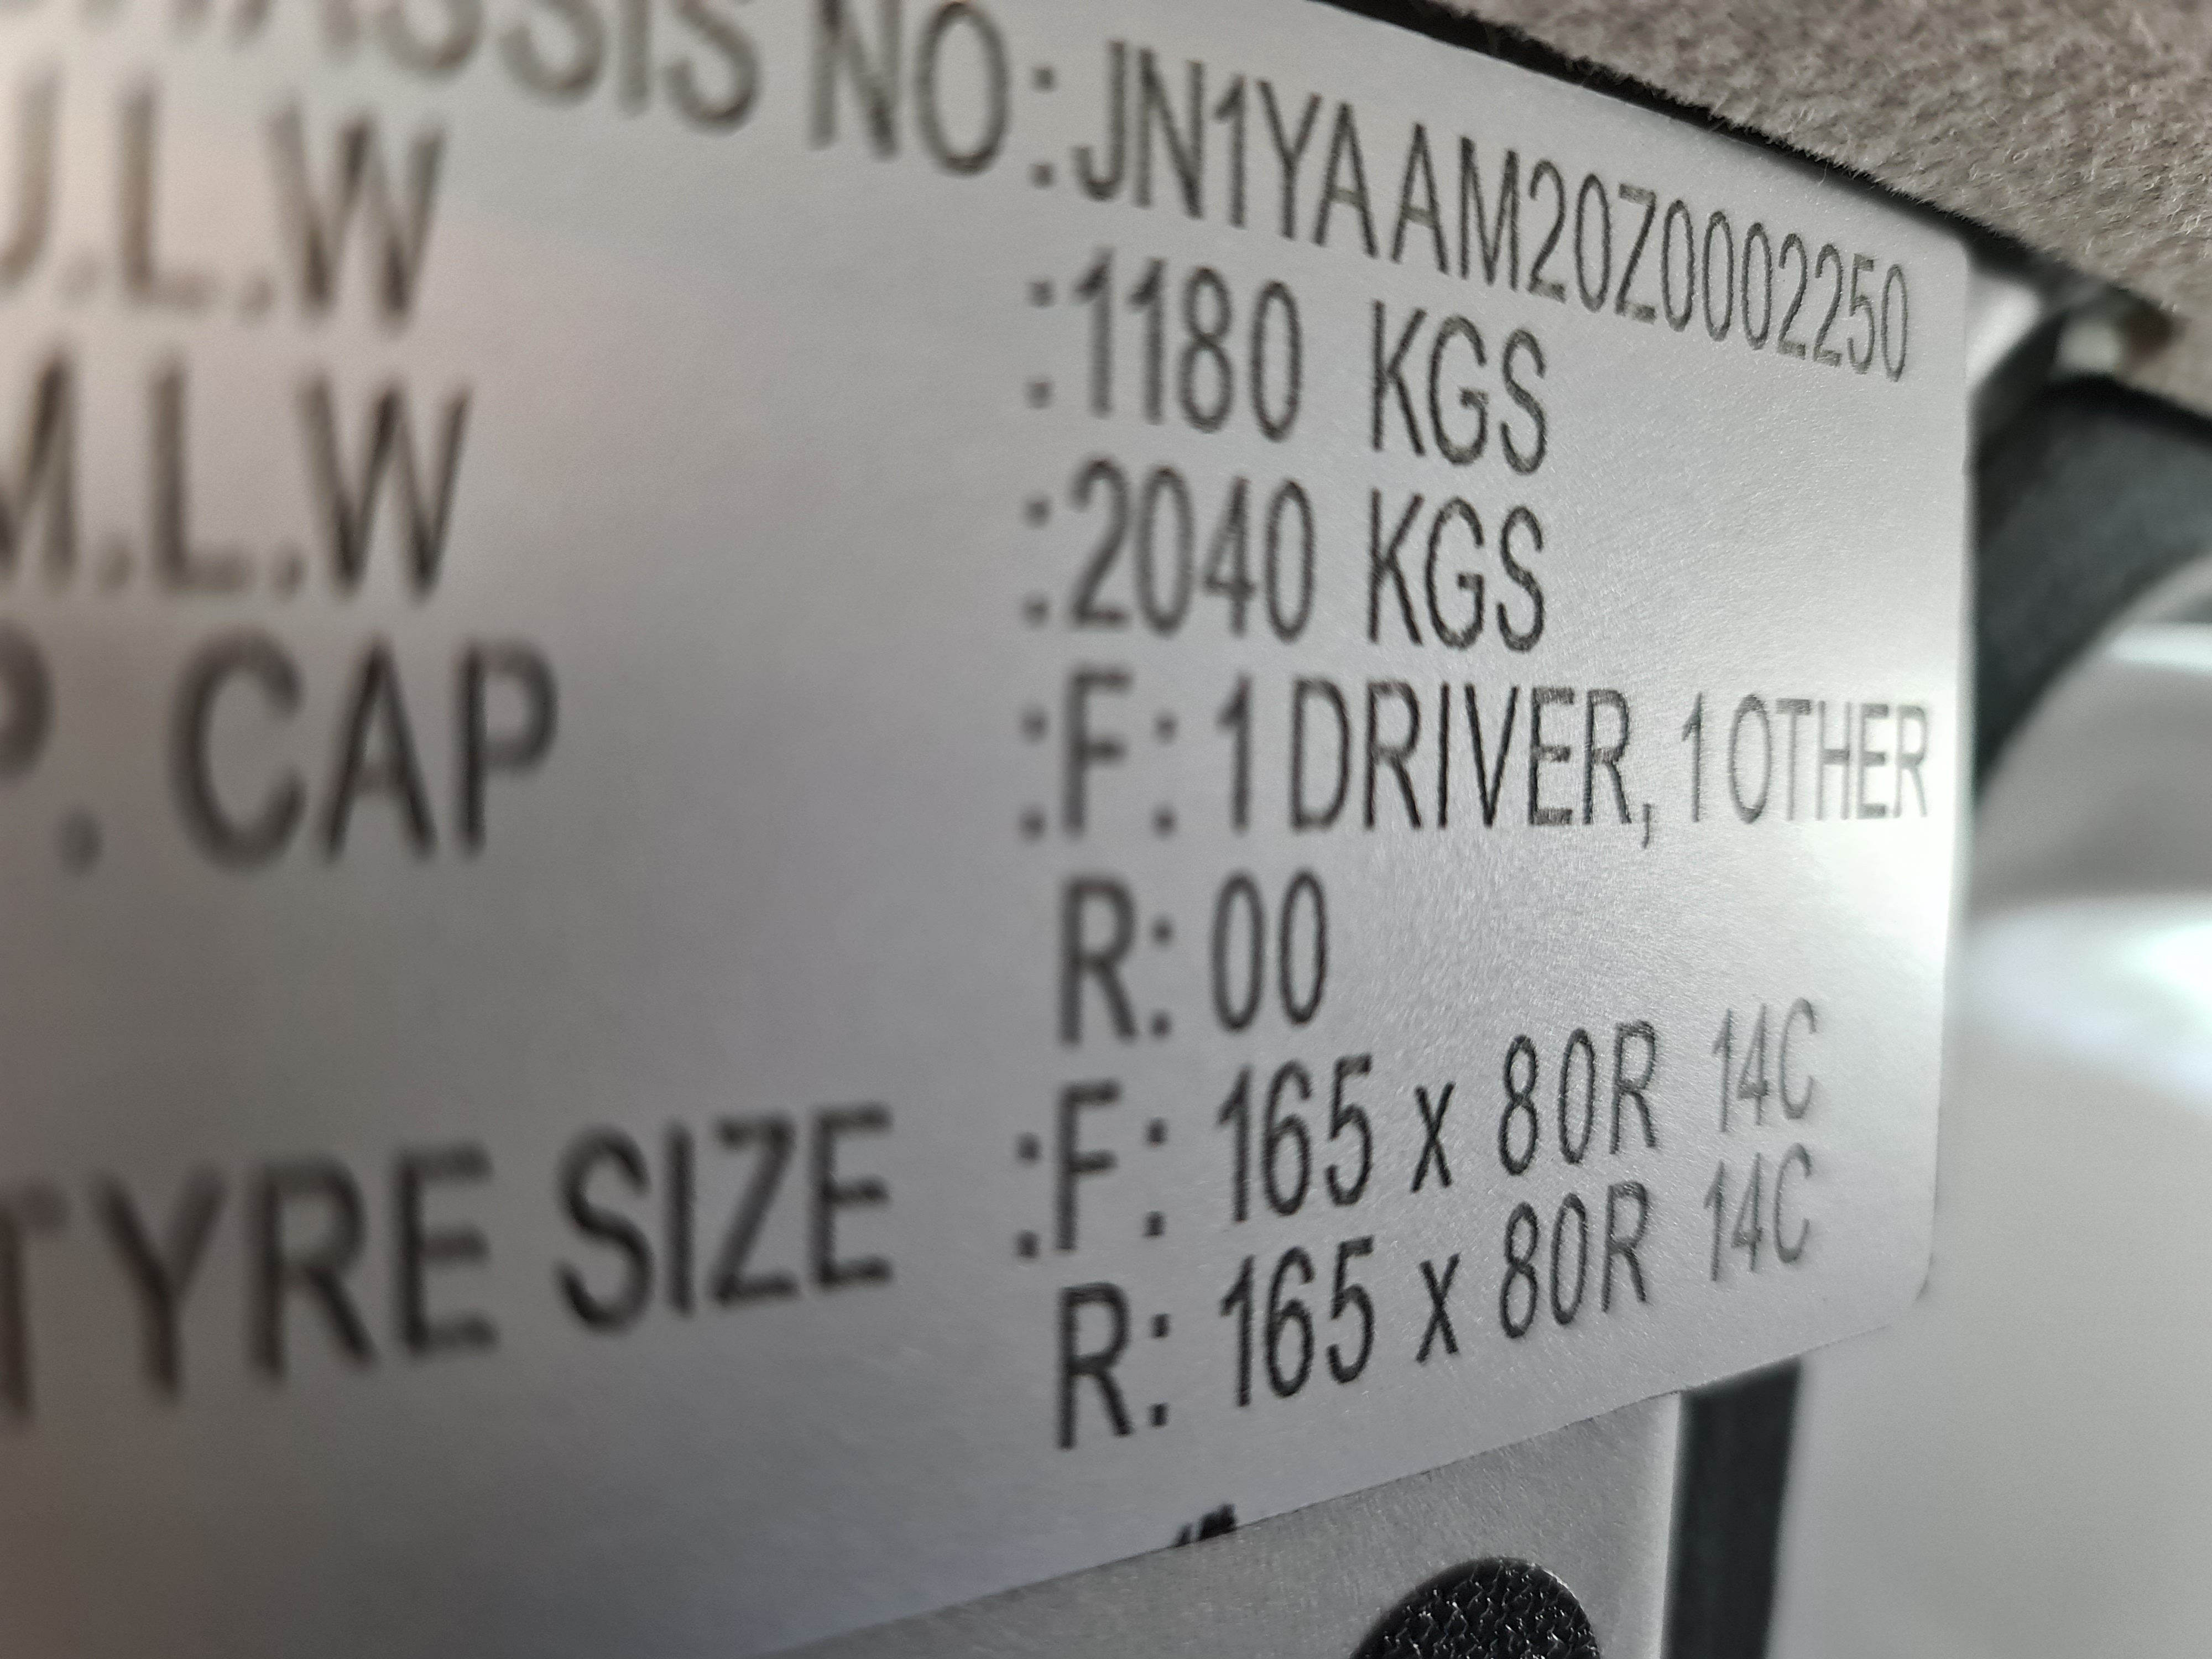 CHASSIS NO :JN1YAAM20Z0002250
U.L.W :1180 KGS
M.L.W :2040 KGS
P. CAP :F: 1 DRIVER, 1 OTHER
R: 00
TYRE SIZE :F: 165 x 80R 14C
R: 165 x 80R 14C